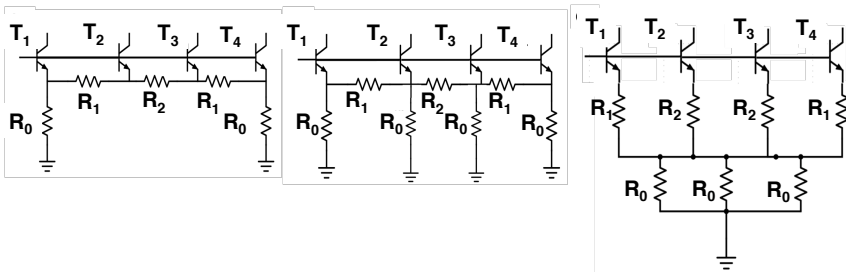 T1 T2 T3 T4
R1 R2 R1
R0 R0
T1 T2 T3 T4
R1 R2 R1
R0 R0 R0 R0
T1 T2 T3 T4
R1 R2 R2 R1
R0 R0 R0